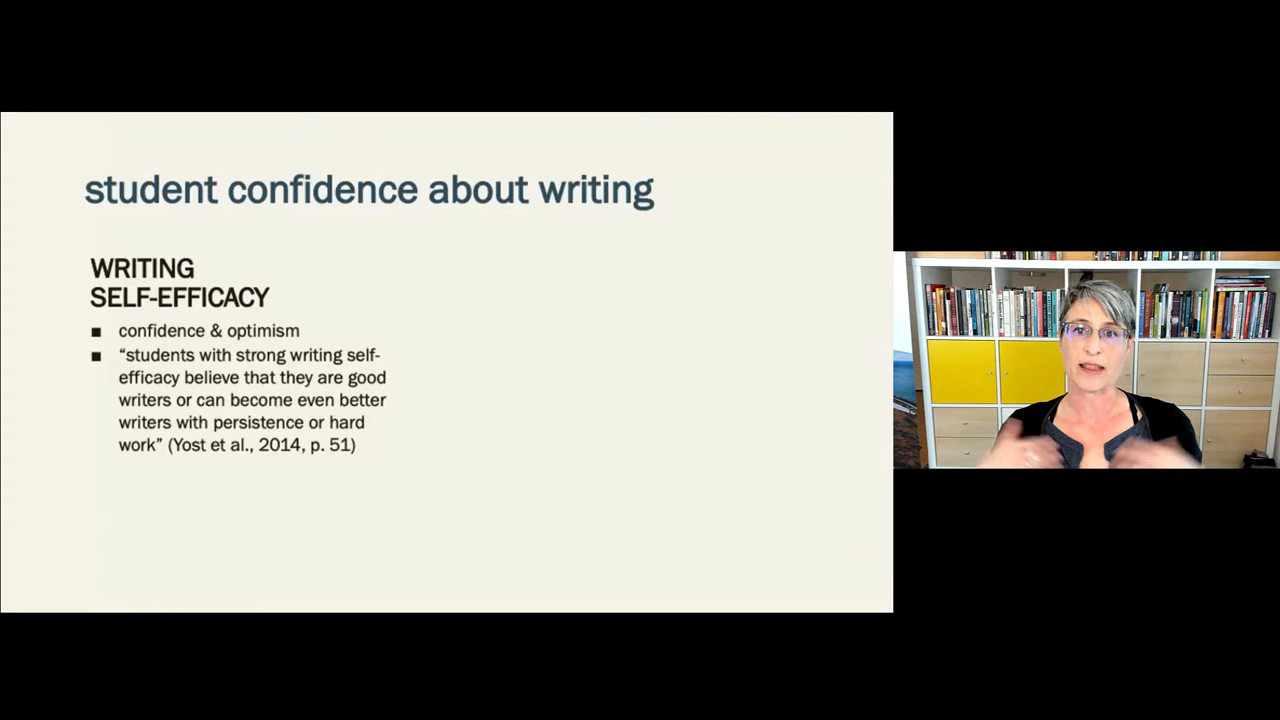 student confidence about writing
WRITING
SELF-EFFICACY
■ confidence & optimism
■ “students with strong writing self-
efficacy believe that they are good
writers or can become even better
writers with persistence or hard
work” (Yost et al., 2014, p. 51)